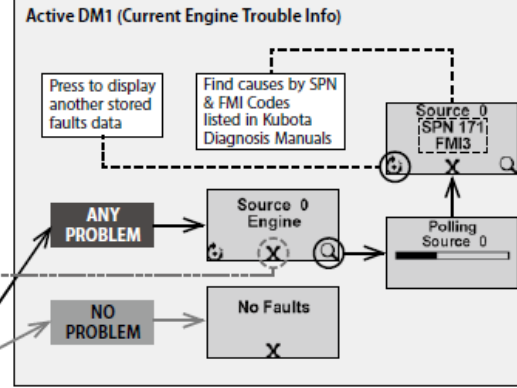 Active DM1 (Current Engine Trouble Info)
Press to display
another stored
faults data
Find causes by SPN
& FMI Codes
listed in Kubota
Diagnosis Manuals
Source 0
SPN 171
FMI3
X
ANY
PROBLEM
Source 0
Engine
X
Polling
Source 0
NO
PROBLEM
No Faults
X